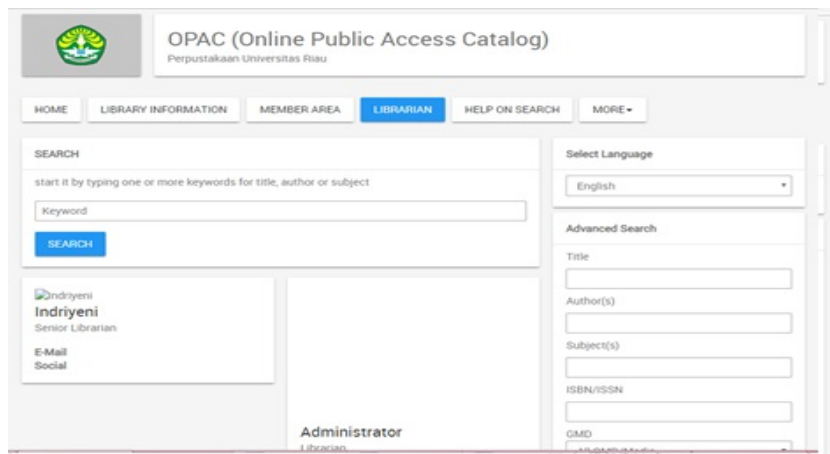 OPAC (Online Public Access Catalog)
Perpustakaan Universitas Riau
HOME LIBRARY INFORMATION MEMBER AREA LIBRARIAN HELP ON SEARCH MORE
SEARCH
start it by typing one or more keywords for title, author or subject
Keyword
SEARCH
Indriyeni
Indriyeni
Senior Librarian
E-Mail
Social
Administrator
Librarian
Select Language
English
Advanced Search
Title
Author(s)
Subject(s)
ISBN/ISSN
GMD